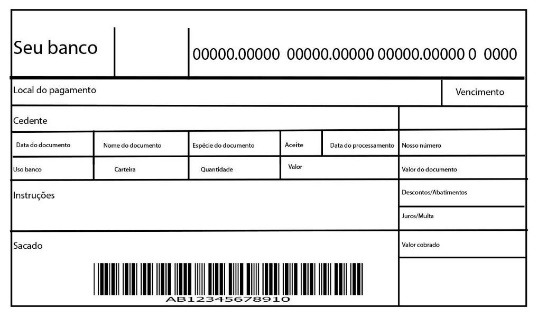 Seu banco
00000.00000 00000.00000 00000.00000 0 0000
Local do pagamento
Vencimento
Cedente
Data do documento
Nome do documento
Espécie do documento
Aceite
Data do processamento
Nosso número
Uso banco
Carteira
Quantidade
Valor
Valor do documento
Instruções
Descontos/Abatimentos
Juros/Multa
Sacado
Valor cobrado
AB12345678910